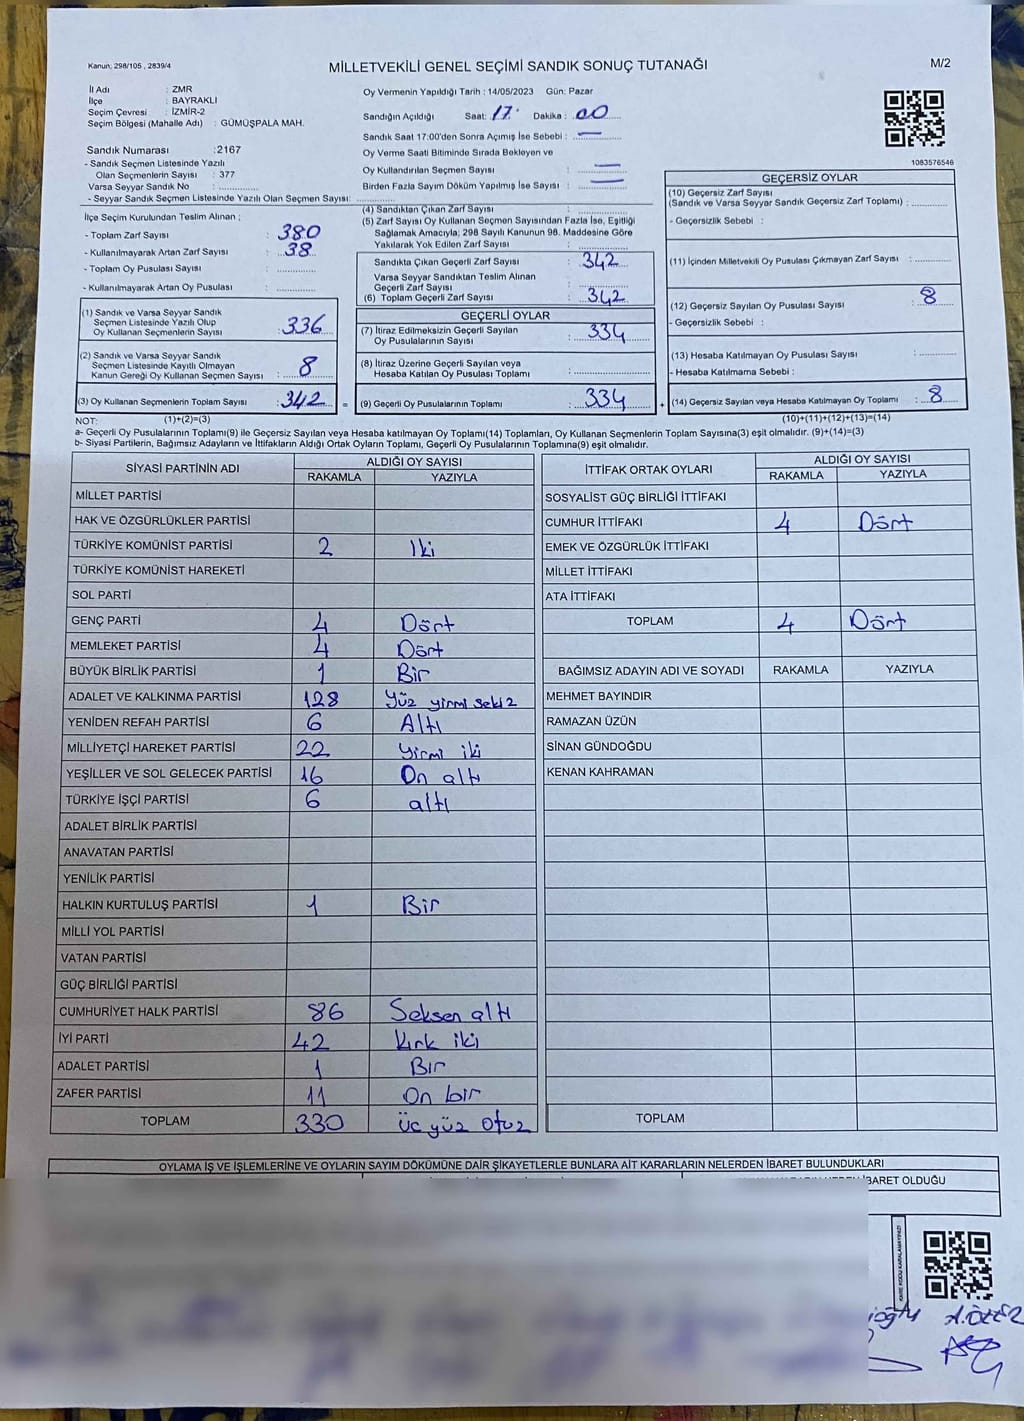 Kanun: 298/105 , 2839/4
MİLLETVEKİLİ GENEL SEÇİMİ SANDIK SONUÇ TUTANAĞI
M/2
İl Adı : ZMR
İlçe : BAYRAKLI
Seçim Çevresi : İZMİR-2
Seçim Bölgesi (Mahalle Adı) : GÜMÜŞPALA MAH.
Sandık Numarası :2167
- Sandık Seçmen Listesinde Yazılı
Olan Seçmenlerin Sayısı : 377
Varsa Seyyar Sandık No : ..............
- Seyyar Sandık Seçmen Listesinde Yazılı Olan Seçmen Sayısı: ..............
Oy Vermenin Yapıldığı Tarih : 14/05/2023 Gün: Pazar
Sandığın Açıldığı Saat: 17 Dakika : 00
Sandık Saat 17:00'den Sonra Açımış İse Sebebi : —
Oy Verme Saati Bitiminde Sırada Bekleyen ve
Oy Kullandırılan Seçmen Sayısı : —
Birden Fazla Sayım Döküm Yapılmış İse Sayısı : —
1083576546
İlçe Seçim Kurulundan Teslim Alınan ;
- Toplam Zarf Sayısı : 380
- Kullanılmayarak Artan Zarf Sayısı : 38
- Toplam Oy Pusulası Sayısı : ..............
- Kullanılmayarak Artan Oy Pusulası : ..............
(1) Sandık ve Varsa Seyyar Sandık
Seçmen Listesinde Yazılı Olup
Oy Kullanan Seçmenlerin Sayısı : 336
(2) Sandık ve Varsa Seyyar Sandık
Seçmen Listesinde Kayıtlı Olmayan
Kanun Gereği Oy Kullanan Seçmen Sayısı : 8
(3) Oy Kullanan Seçmenlerin Toplam Sayısı : 342 =
(4) Sandıktan Çıkan Zarf Sayısı : ..............
(5) Zarf Sayısı Oy Kullanan Seçmen Sayısından Fazla İse, Eşitliği
Sağlamak Amacıyla; 298 Sayılı Kanunun 98. Maddesine Göre
Yakılarak Yok Edilen Zarf Sayısı : ..............
Sandıkta Çıkan Geçerli Zarf Sayısı : 342
Varsa Seyyar Sandıktan Teslim Alınan
Geçerli Zarf Sayısı : ..............
(6) Toplam Geçerli Zarf Sayısı : 342
GEÇERLİ OYLAR
(7) İtiraz Edilmeksizin Geçerli Sayılan
Oy Pusulalarının Sayısı : 334
(8) İtiraz Üzerine Geçerli Sayılan veya
Hesaba Katılan Oy Pusulası Toplamı : ..............
(9) Geçerli Oy Pusulalarının Toplamı : 334 +
GEÇERSİZ OYLAR
(10) Geçersiz Zarf Sayısı
(Sandık ve Varsa Seyyar Sandık Geçersiz Zarf Toplamı) : ..............
- Geçersizlik Sebebi :
(11) İçinden Milletvekili Oy Pusulası Çıkmayan Zarf Sayısı : ..............
(12) Geçersiz Sayılan Oy Pusulası Sayısı : 8
- Geçersizlik Sebebi :
(13) Hesaba Katılmayan Oy Pusulası Sayısı : ..............
- Hesaba Katılmama Sebebi :
(14) Geçersiz Sayılan veya Hesaba Katılmayan Oy Toplamı : 8
NOT: (1)+(2)=(3) (10)+(11)+(12)+(13)=(14)
a- Geçerli Oy Pusulalarının Toplamı(9) ile Geçersiz Sayılan veya Hesaba katılmayan Oy Toplamı(14) Toplamları, Oy Kullanan Seçmenlerin Toplam Sayısına(3) eşit olmalıdır. (9)+(14)=(3)
b- Siyasi Partilerin, Bağımsız Adayların ve İttifakların Aldığı Ortak Oyların Toplamı, Geçerli Oy Pusulalarının Toplamına(9) eşit olmalıdır.
SİYASİ PARTİNİN ADI ALDIĞI OY SAYISI
RAKAMLA YAZIYLA
MİLLET PARTİSİ
HAK VE ÖZGÜRLÜKLER PARTİSİ
TÜRKİYE KOMÜNİST PARTİSİ 2 İki
TÜRKİYE KOMÜNİST HAREKETİ
SOL PARTİ
GENÇ PARTİ 4 Dört
MEMLEKET PARTİSİ 4 Dört
BÜYÜK BİRLİK PARTİSİ 1 Bir
ADALET VE KALKINMA PARTİSİ 128 Yüz yirmi sekiz
YENİDEN REFAH PARTİSİ 6 Altı
MİLLİYETÇİ HAREKET PARTİSİ 22 Yirmi iki
YEŞİLLER VE SOL GELECEK PARTİSİ 16 On altı
TÜRKİYE İŞÇİ PARTİSİ 6 altı
ADALET BİRLİK PARTİSİ
ANAVATAN PARTİSİ
YENİLİK PARTİSİ
HALKIN KURTULUŞ PARTİSİ 1 Bir
MİLLİ YOL PARTİSİ
VATAN PARTİSİ
GÜÇ BİRLİĞİ PARTİSİ
CUMHURİYET HALK PARTİSİ 86 Seksen altı
İYİ PARTİ 42 Kırk iki
ADALET PARTİSİ 1 Bir
ZAFER PARTİSİ 11 On bir
TOPLAM 330 Üç yüz otuz
İTTİFAK ORTAK OYLARI ALDIĞI OY SAYISI
RAKAMLA YAZIYLA
SOSYALİST GÜÇ BİRLİĞİ İTTİFAKI
CUMHUR İTTİFAKI 4 Dört
EMEK VE ÖZGÜRLÜK İTTİFAKI
MİLLET İTTİFAKI
ATA İTTİFAKI
TOPLAM 4 Dört
BAĞIMSIZ ADAYIN ADI VE SOYADI RAKAMLA YAZIYLA
MEHMET BAYINDIR
RAMAZAN ÜZÜN
SİNAN GÜNDOĞDU
KENAN KAHRAMAN
TOPLAM
OYLAMA İŞ VE İŞLEMLERİNE VE OYLARIN SAYIM DÖKÜMÜNE DAİR ŞİKAYETLERLE BUNLARA AİT KARARLARIN NELERDEN İBARET BULUNDUKLARI
İBARET OLDUĞU
KARE KODU KARALAMAYINIZ!